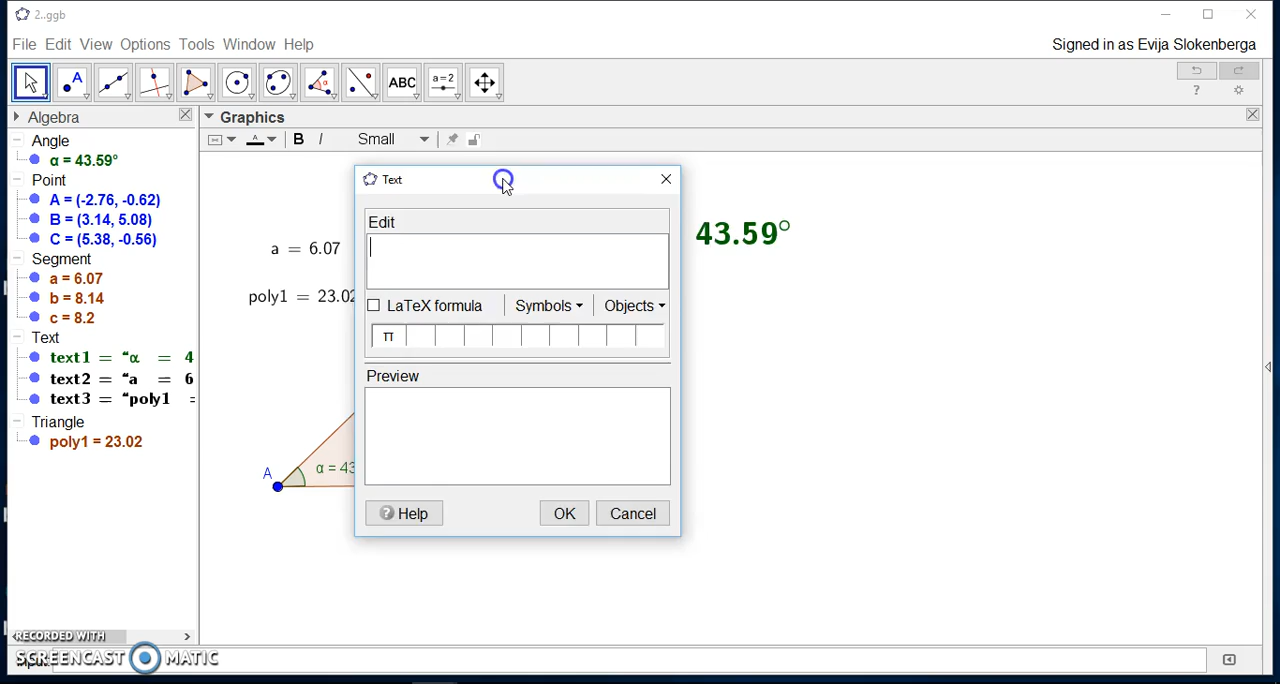 2..ggb
File Edit View Options Tools Window Help
Signed in as Evija Slokenberga
A
α
ABC
a=2
?
Algebra
Graphics
A
B I Small
Angle
α = 43.59°
Point
A = (-2.76, -0.62)
B = (3.14, 5.08)
C = (5.38, -0.56)
Segment
a = 6.07
b = 8.14
c = 8.2
Text
text1 = “α = 4
text2 = “a = 6
text3 = “poly1 =
Triangle
poly1 = 23.02
a = 6.07
poly1 = 23.02
A
α = 43
43.59°
Text
Edit
LaTeX formula Symbols Objects
π
Preview
? Help OK Cancel
RECORDED WITH
SCREENCAST MATIC